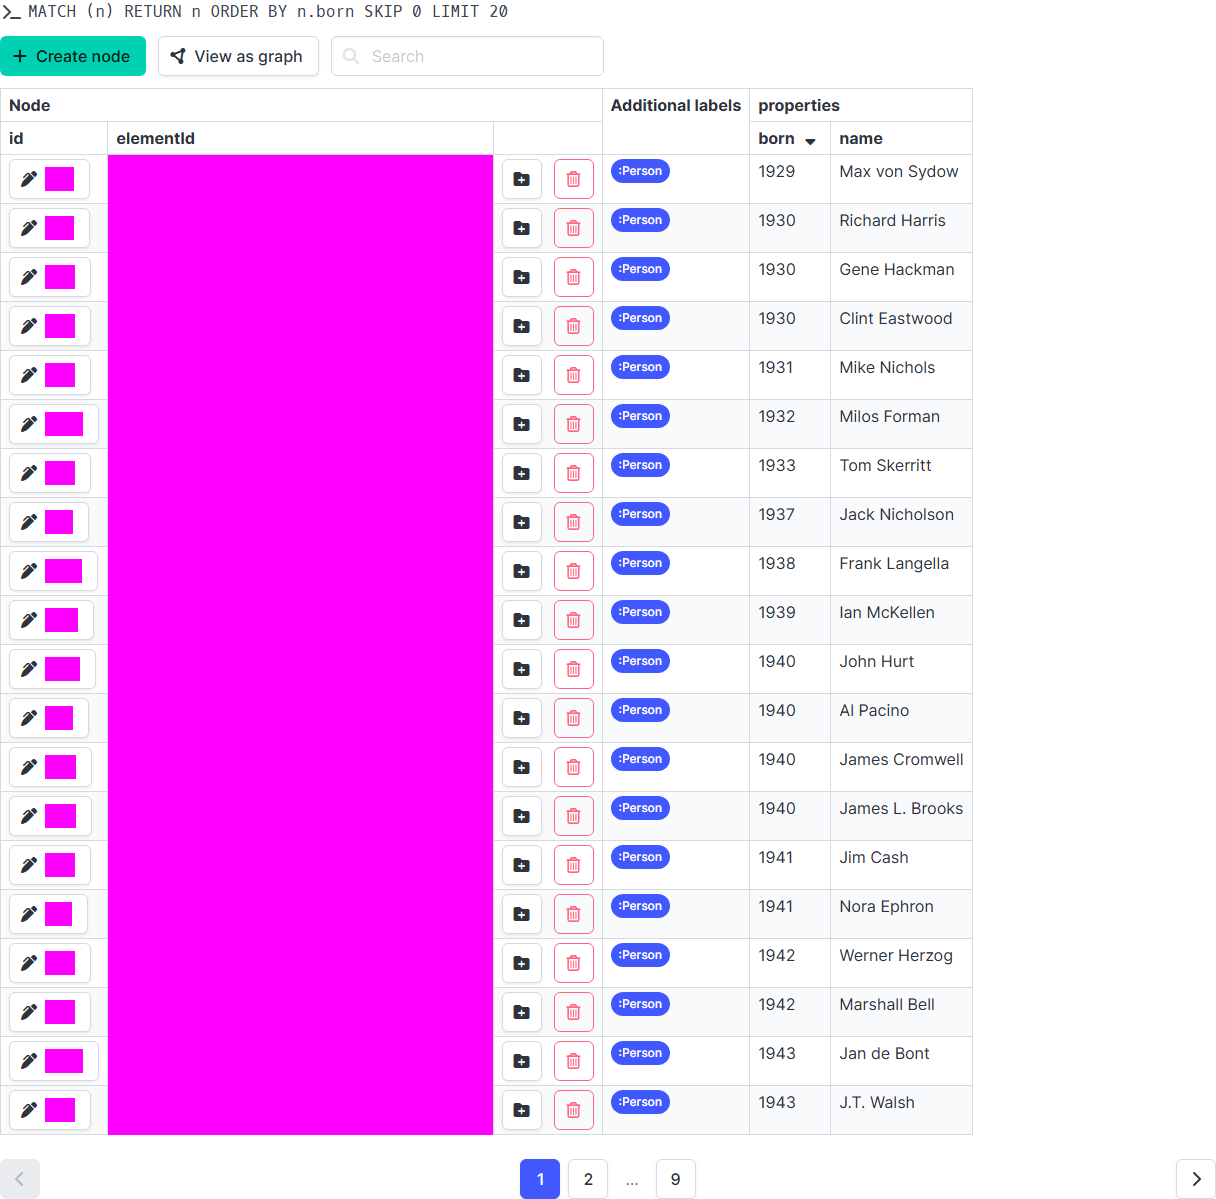 MATCH (n) RETURN n ORDER BY n.born SKIP 0 LIMIT 20
Create node View as graph Search
Node Additional labels properties
id elementId born name
:Person 1929 Max von Sydow
:Person 1930 Richard Harris
:Person 1930 Gene Hackman
:Person 1930 Clint Eastwood
:Person 1931 Mike Nichols
:Person 1932 Milos Forman
:Person 1933 Tom Skerritt
:Person 1937 Jack Nicholson
:Person 1938 Frank Langella
:Person 1939 Ian McKellen
:Person 1940 John Hurt
:Person 1940 Al Pacino
:Person 1940 James Cromwell
:Person 1940 James L. Brooks
:Person 1941 Jim Cash
:Person 1941 Nora Ephron
:Person 1942 Werner Herzog
:Person 1942 Marshall Bell
:Person 1943 Jan de Bont
:Person 1943 J.T. Walsh
1 2 ... 9